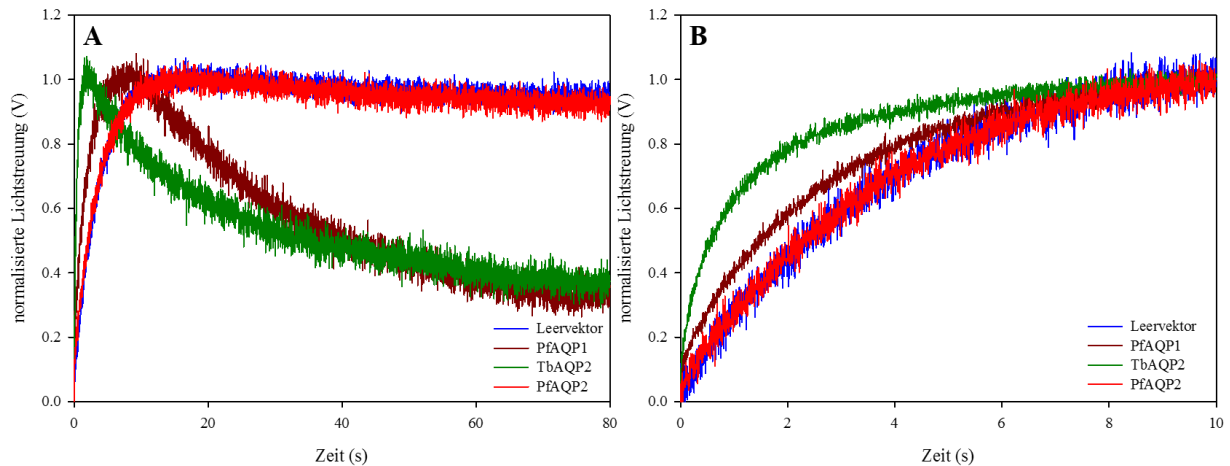 A
normalisierte Lichtstreuung (V)
1.2
1.0
0.8
0.6
0.4
0.2
0.0
Leervektor
PfAQP1
TbAQP2
PfAQP2
0 20 40 60 80
Zeit (s)
B
normalisierte Lichtstreuung (V)
1.2
1.0
0.8
0.6
0.4
0.2
0.0
Leervektor
PfAQP1
TbAQP2
PfAQP2
0 2 4 6 8 10
Zeit (s)